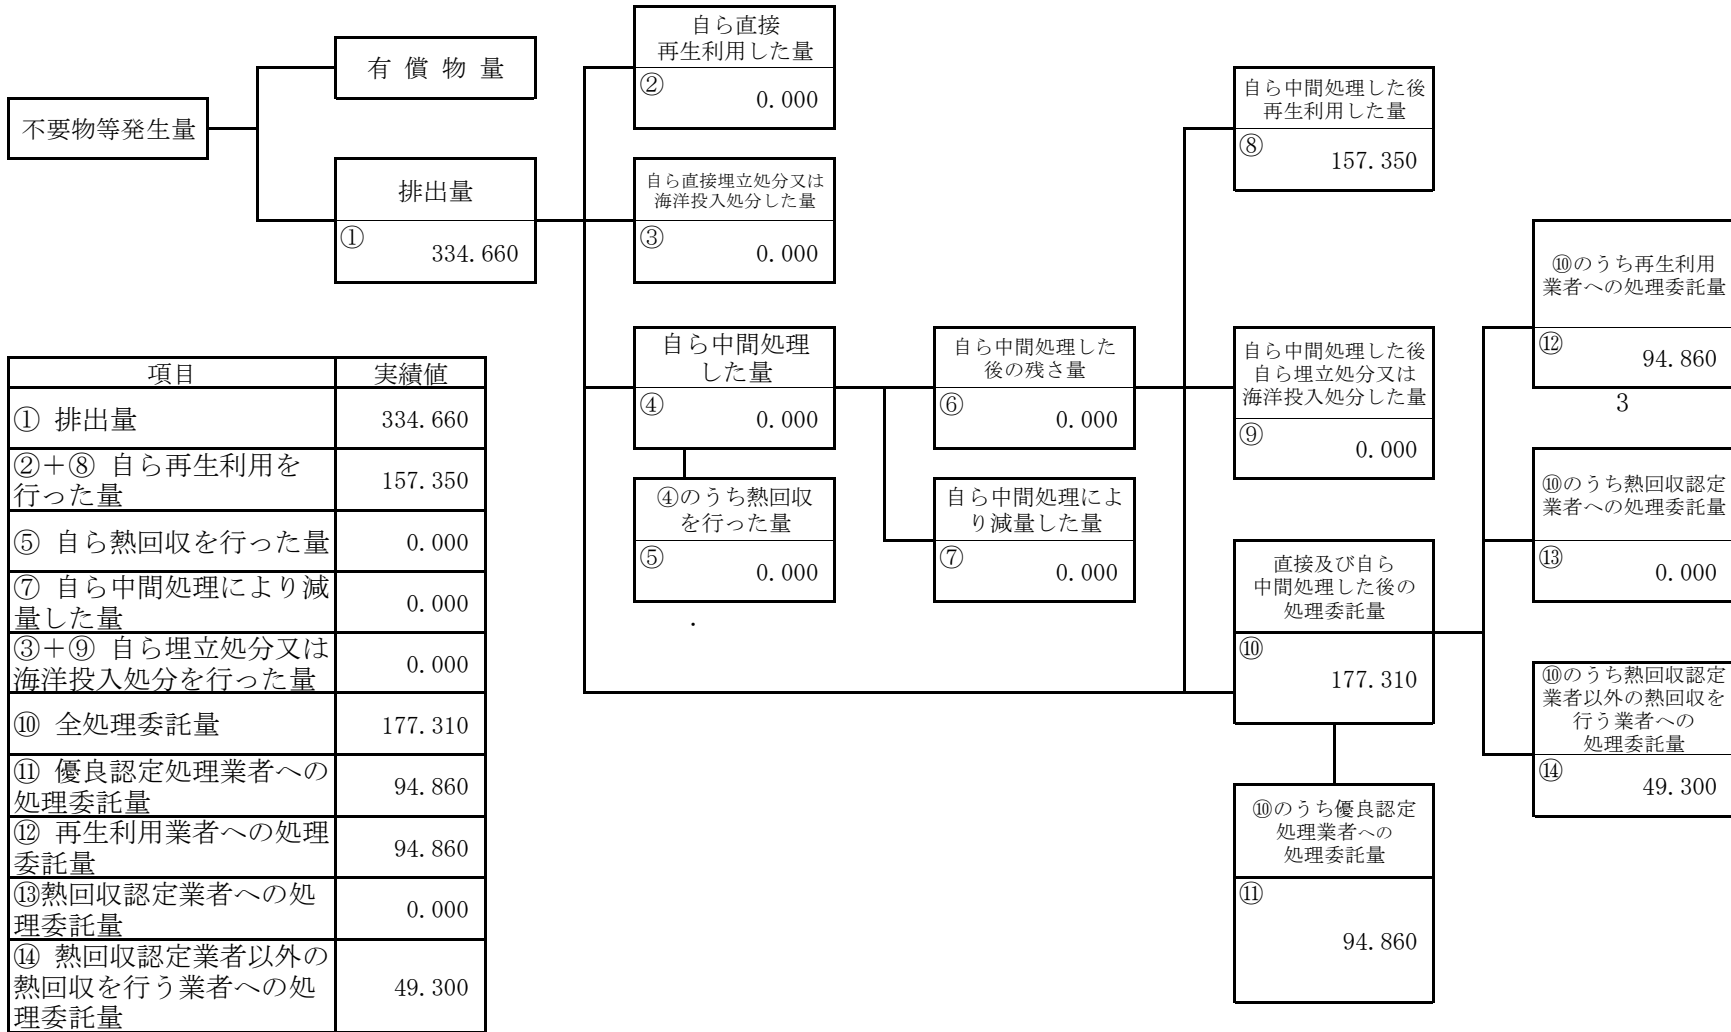 不要物等発生量
有償物量
排出量
①
334.660
自ら直接
再生利用した量
②
0.000
自ら直接埋立処分又は
海洋投入処分した量
③
0.000
自ら中間処理
した量
④
0.000
④のうち熱回収
を行った量
⑤
0.000
.
自ら中間処理した
後の残さ量
⑥
0.000
自ら中間処理によ
り減量した量
⑦
0.000
自ら中間処理した後
再生利用した量
⑧
157.350
自ら中間処理した後
自ら埋立処分又は
海洋投入処分した量
⑨
0.000
直接及び自ら
中間処理した後の
処理委託量
⑩
177.310
⑩のうち優良認定
処理業者への
処理委託量
⑪
94.860
⑩のうち再生利用
業者への処理委託量
⑫
94.860
3
⑩のうち熱回収認定
業者への処理委託量
⑬
0.000
⑩のうち熱回収認定
業者以外の熱回収を
行う業者への
処理委託量
⑭
49.300
項目 実績値
① 排出量 334.660
②+⑧ 自ら再生利用を
行った量 157.350
⑤ 自ら熱回収を行った量 0.000
⑦ 自ら中間処理により減
量した量 0.000
③+⑨ 自ら埋立処分又は
海洋投入処分を行った量 0.000
⑩ 全処理委託量 177.310
⑪ 優良認定処理業者への
処理委託量 94.860
⑫ 再生利用業者への処理
委託量 94.860
⑬熱回収認定業者への処
理委託量 0.000
⑭ 熱回収認定業者以外の
熱回収を行う業者への処
理委託量 49.300